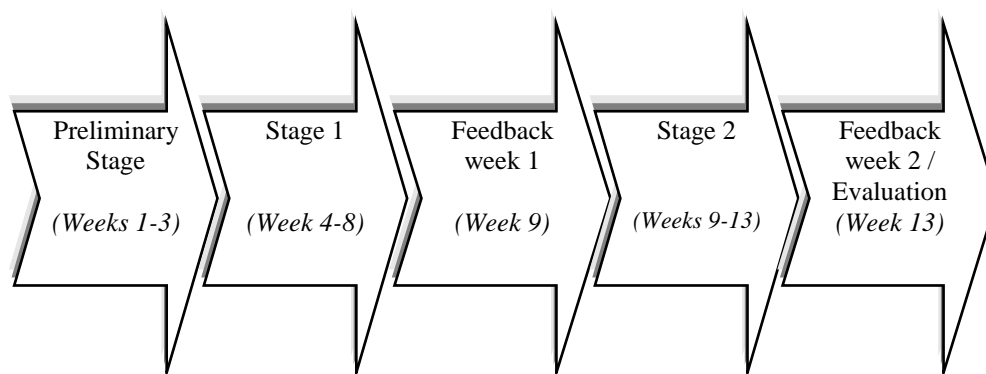 Preliminary
Stage
(Weeks 1-3)
Stage 1
(Week 4-8)
Feedback
week 1
(Week 9)
Stage 2
(Weeks 9-13)
Feedback
week 2 /
Evaluation
(Week 13)